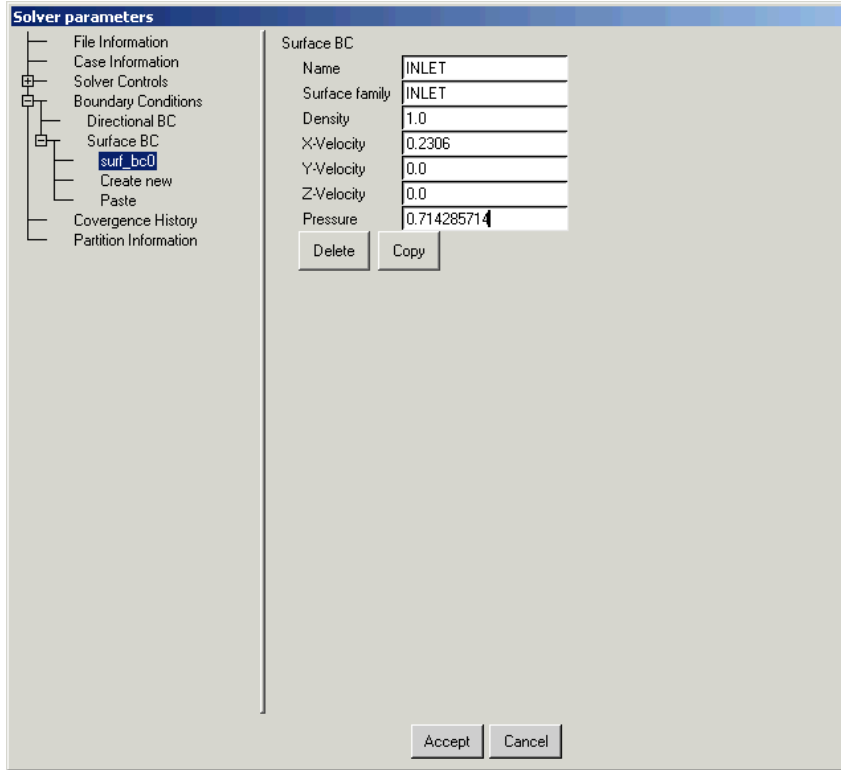 Solver parameters
File Information
Case Information
Solver Controls
Boundary Conditions
Directional BC
Surface BC
surf_bc0
Create new
Paste
Covergence History
Partition Information
Surface BC
Name INLET
Surface family INLET
Density 1.0
X-Velocity 0.2306
Y-Velocity 0.0
Z-Velocity 0.0
Pressure 0.714285714
Delete Copy
Accept Cancel